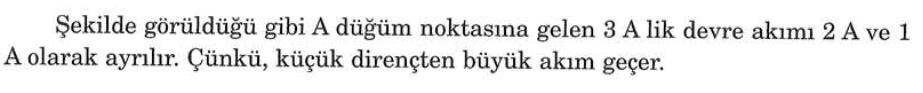 Şekilde görüldüğü gibi A düğüm noktasına gelen 3 A lik devre akımı 2 A ve 1
A olarak ayrılır. Çünkü, küçük dirençten büyük akım geçer.